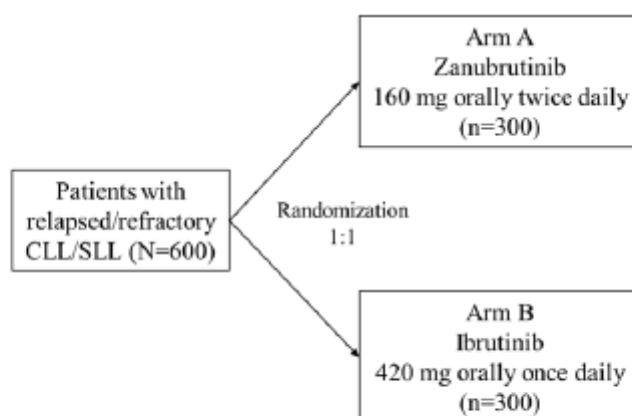 Arm A
Zanubrutinib
160 mg orally twice daily
(n=300)
Patients with
relapsed/refractory
CLL/SLL (N=600)
Randomization
1:1
Arm B
Ibrutinib
420 mg orally once daily
(n=300)